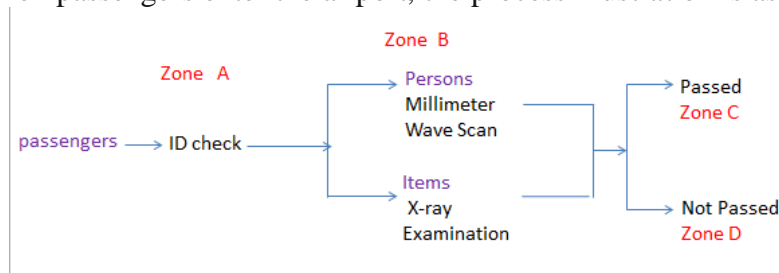 Zone B
Zone A
Persons
Millimeter
Wave Scan
passengers
ID check
Items
X-ray
Examination
Passed
Zone C
Not Passed
Zone D